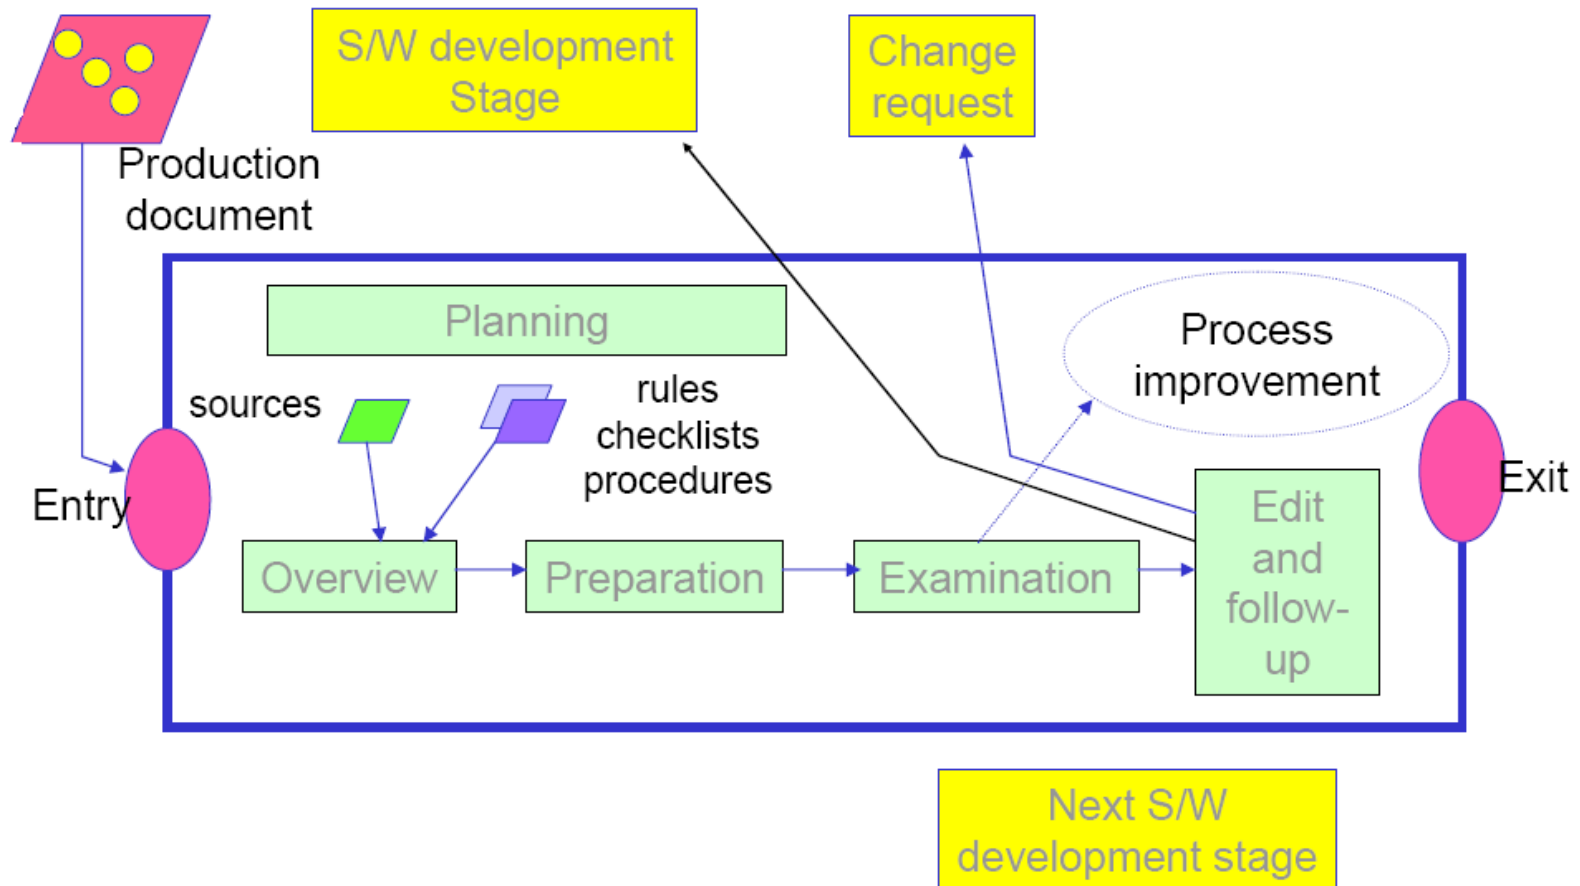 S/W development
Stage
Change
request
Production
document
Planning
Process
improvement
sources
rules
checklists
procedures
Entry
Exit
Overview
Preparation
Examination
Edit
and
follow-
up
Next S/W
development stage